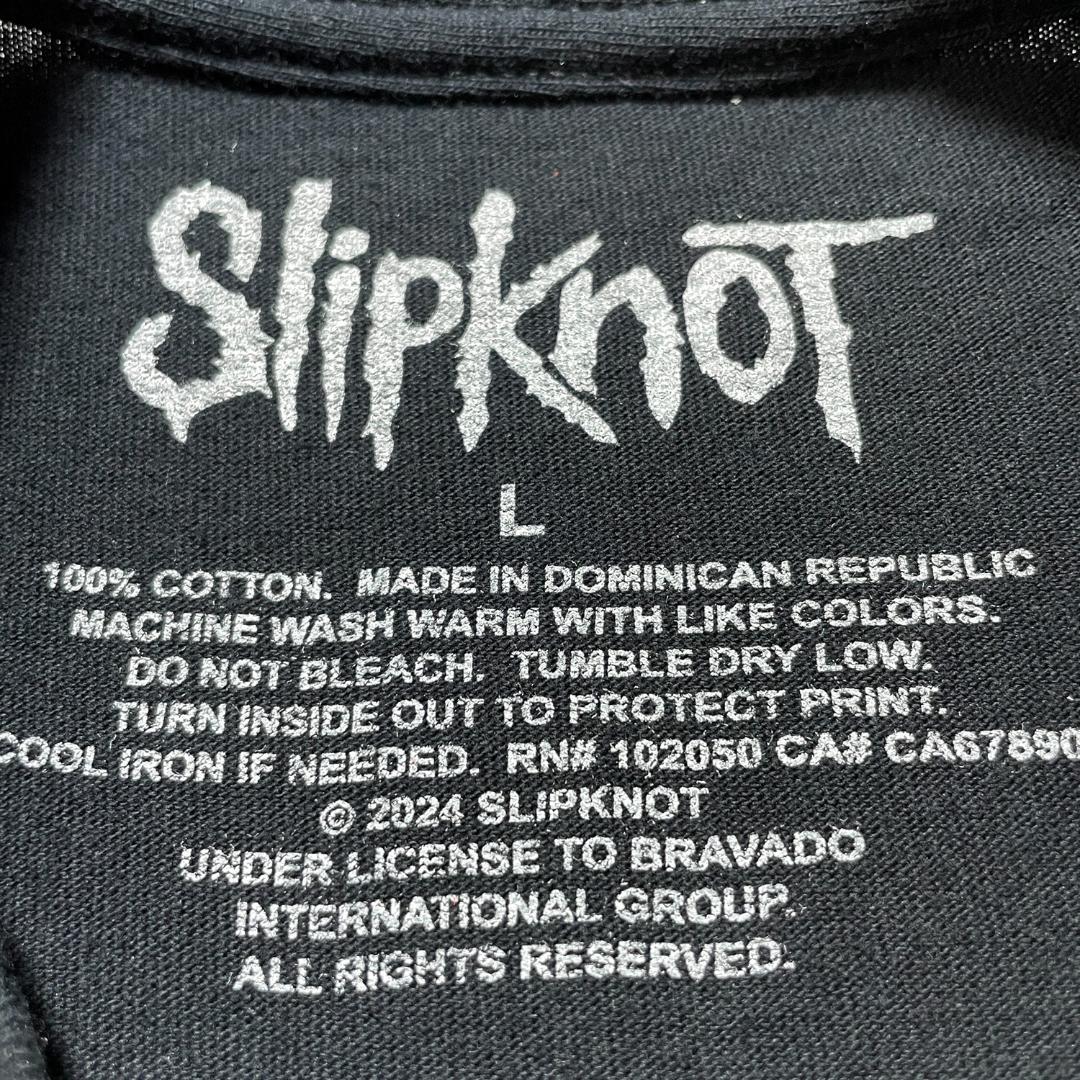 SlipknoT
L
100% COTTON. MADE IN DOMINICAN REPUBLIC
MACHINE WASH WARM WITH LIKE COLORS.
DO NOT BLEACH. TUMBLE DRY LOW.
TURN INSIDE OUT TO PROTECT PRINT.
COOL IRON IF NEEDED. RN# 102050 CA# CA67890
© 2024 SLIPKNOT
UNDER LICENSE TO BRAVADO
INTERNATIONAL GROUP.
ALL RIGHTS RESERVED.